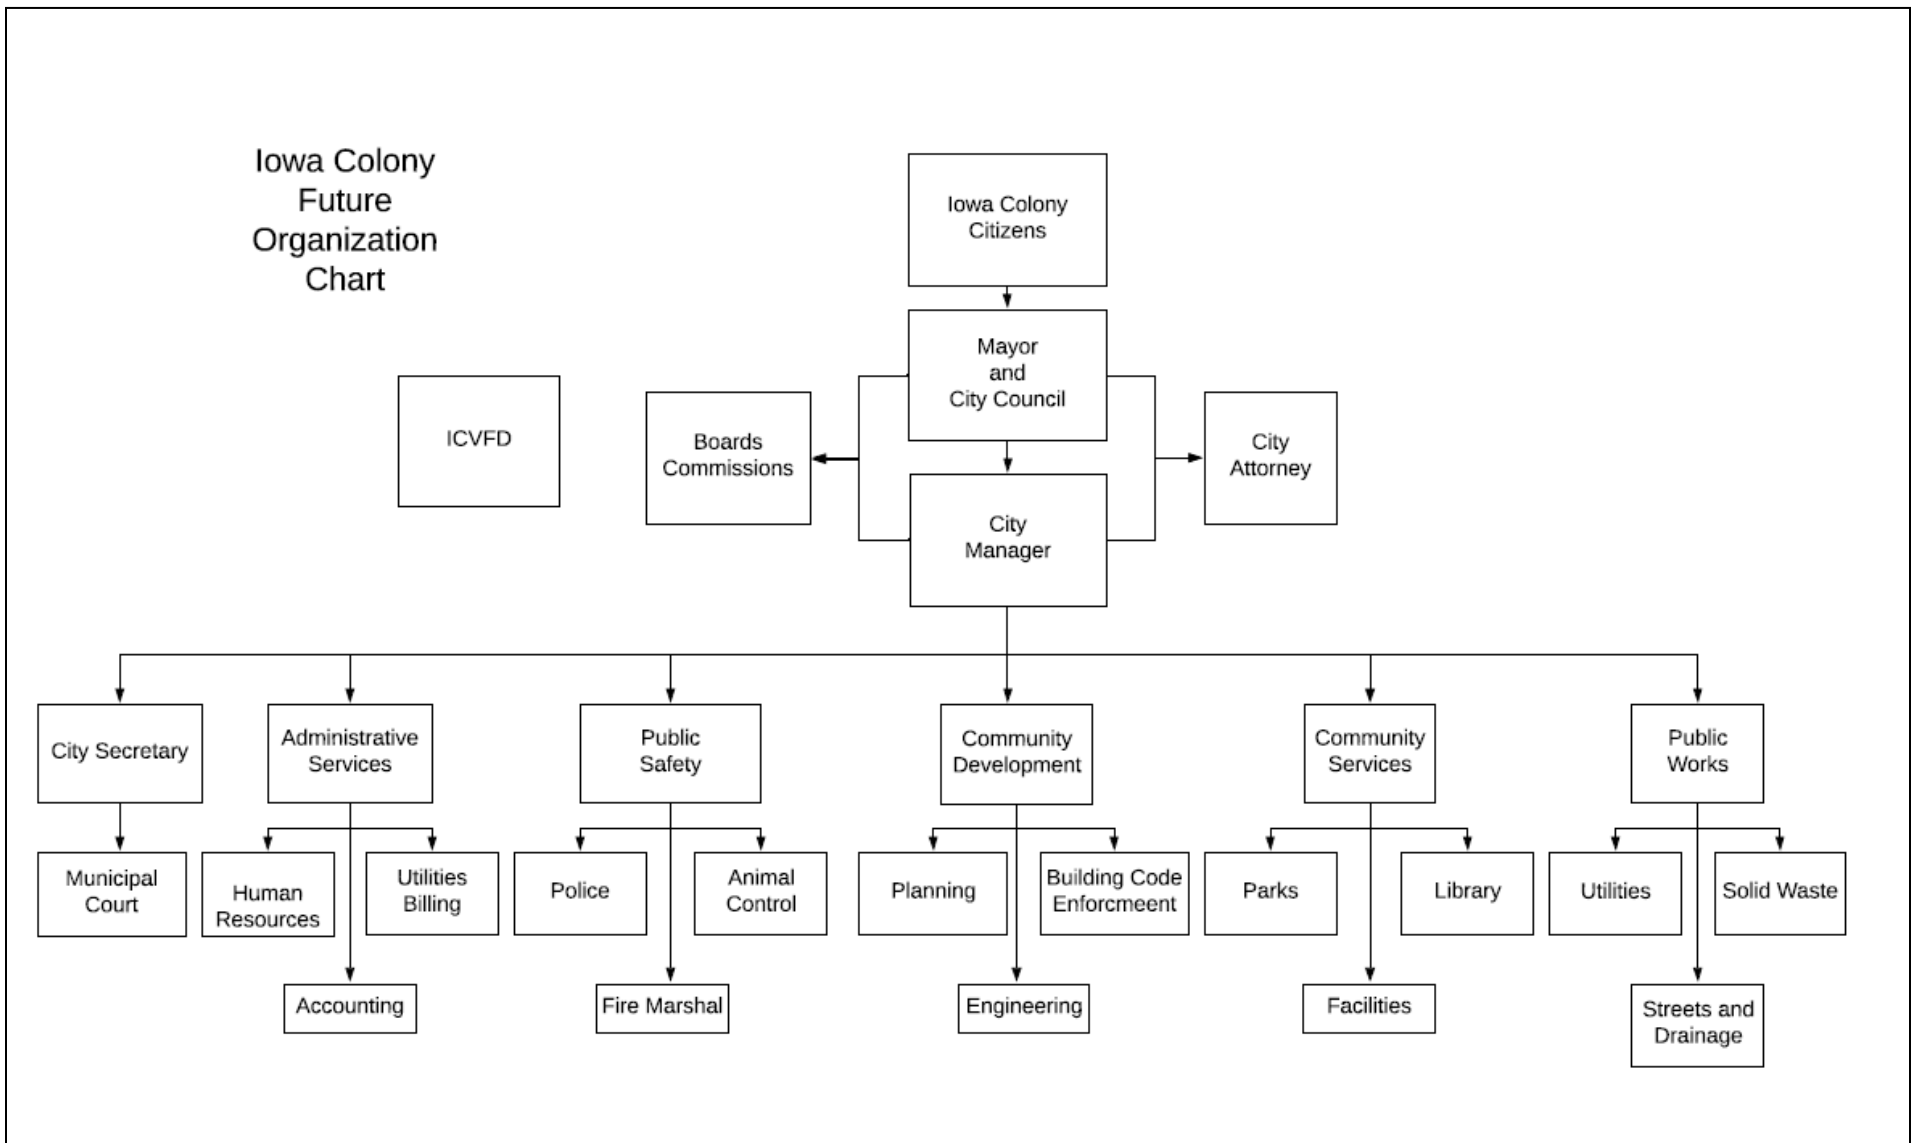 Iowa Colony
Future
Organization
Chart
Iowa Colony
Citizens
Mayor
and
City Council
ICVFD
Boards
Commissions
City
Attorney
City
Manager
City Secretary
Administrative
Services
Public
Safety
Community
Development
Community
Services
Public
Works
Municipal
Court
Human
Resources
Utilities
Billing
Police
Animal
Control
Planning
Building Code
Enforcmeent
Parks
Library
Utilities
Solid Waste
Accounting
Fire Marshal
Engineering
Facilities
Streets and
Drainage